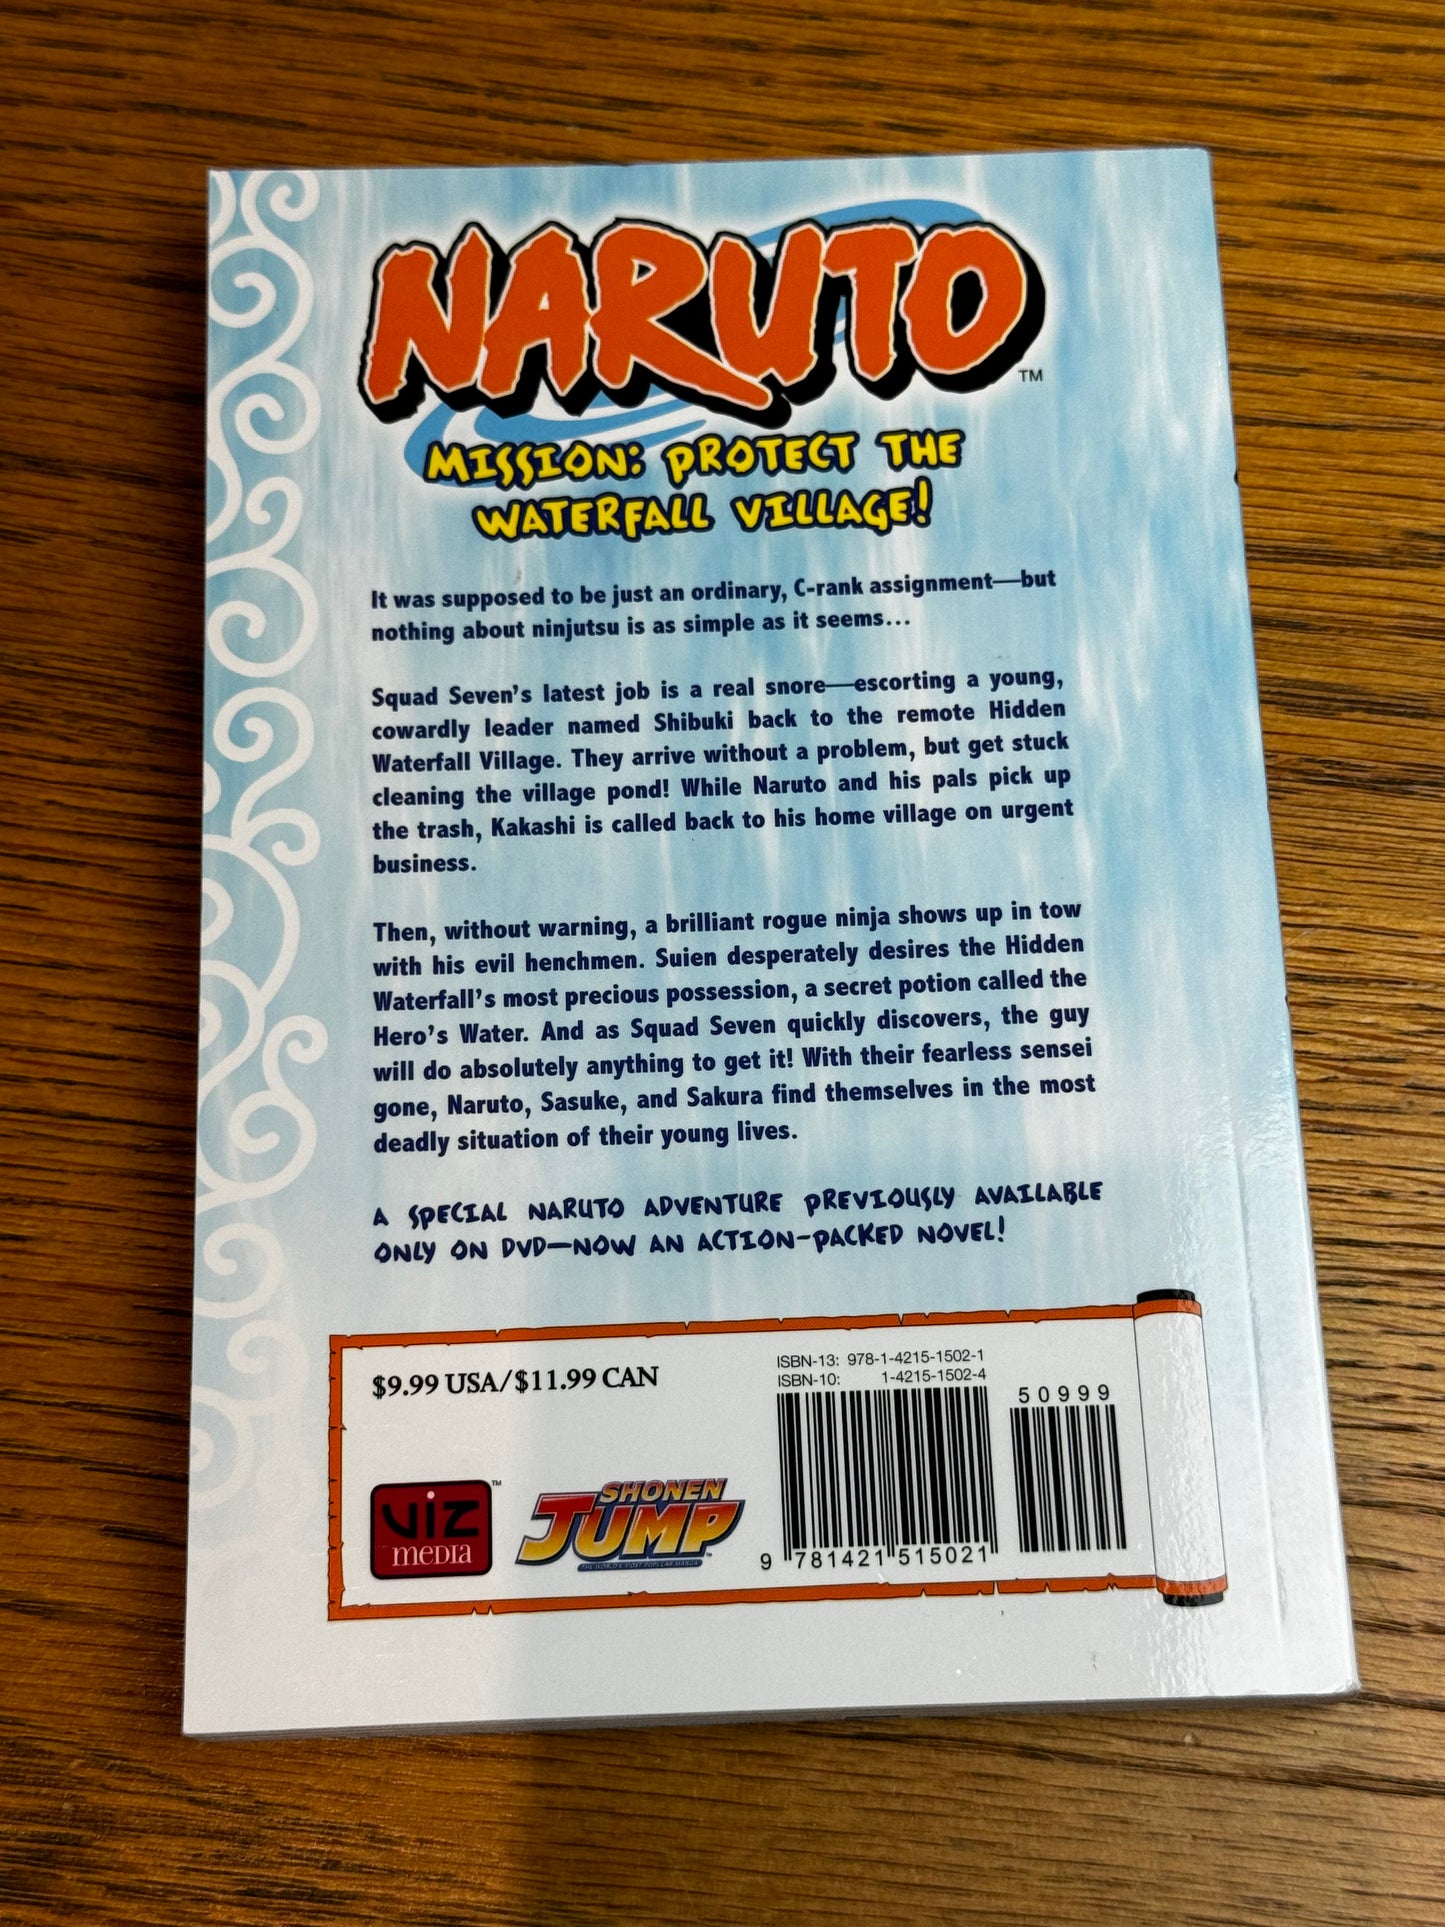 NARUTO TM
MISSION: PROTECT THE
WATERFALL VILLAGE!
It was supposed to be just an ordinary, C-rank assignment—but
nothing about ninjutsu is as simple as it seems...
Squad Seven's latest job is a real snore—escorting a young,
cowardly leader named Shibuki back to the remote Hidden
Waterfall Village. They arrive without a problem, but get stuck
cleaning the village pond! While Naruto and his pals pick up
the trash, Kakashi is called back to his home village on urgent
business.
Then, without warning, a brilliant rogue ninja shows up in tow
with his evil henchmen. Suien desperately desires the Hidden
Waterfall's most precious possession, a secret potion called the
Hero's Water. And as Squad Seven quickly discovers, the guy
will do absolutely anything to get it! With their fearless sensei
gone, Naruto, Sasuke, and Sakura find themselves in the most
deadly situation of their young lives.
A SPECIAL NARUTO ADVENTURE PREVIOUSLY AVAILABLE
ONLY ON DVD—NOW AN ACTION-PACKED NOVEL!
$9.99 USA/$11.99 CAN
ISBN-13: 978-1-4215-1502-1
ISBN-10: 1-4215-1502-4
50999
9 781421 515021
VIZ TM
MEDIA
SHONEN
JUMP
THE WORLD'S MOST POPULAR MANGA